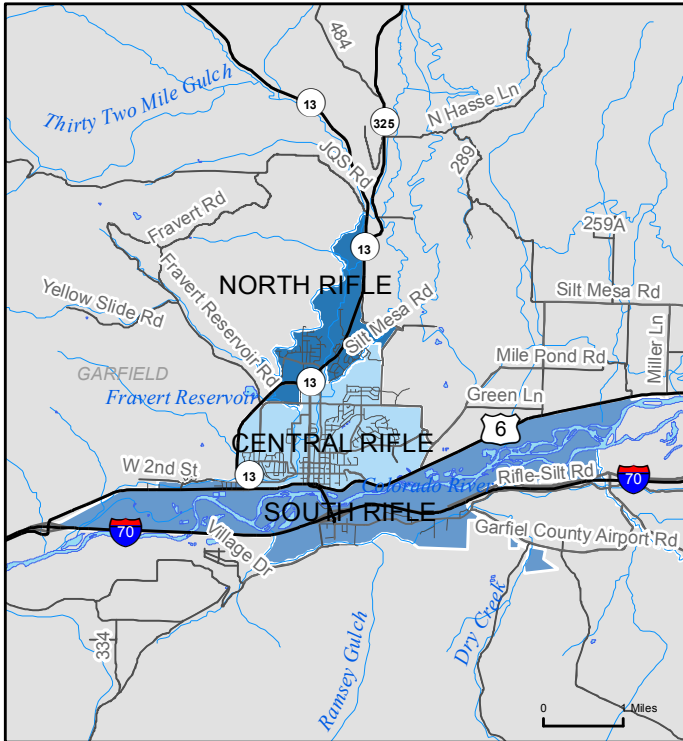 484
Thirty Two Mile Gulch
13
325
N Hasse Ln
JQS Rd
289
Fravert Rd
259A
13
NORTH RIFLE
Fravert Reservoir Rd
Silt Mesa Rd
Yellow Slide Rd
Silt Mesa Rd
Miller Ln
Mile Pond Rd
GARFIELD
13
Fravert Reservoir
Green Ln
6
CENTRAL RIFLE
W 2nd St
13
Colorado River
Rifle-Silt Rd
70
SOUTH RIFLE
70
Garfiel County Airport Rd
Village Dr
334
Ramsey Gulch
Dry Creek
0 1 Miles